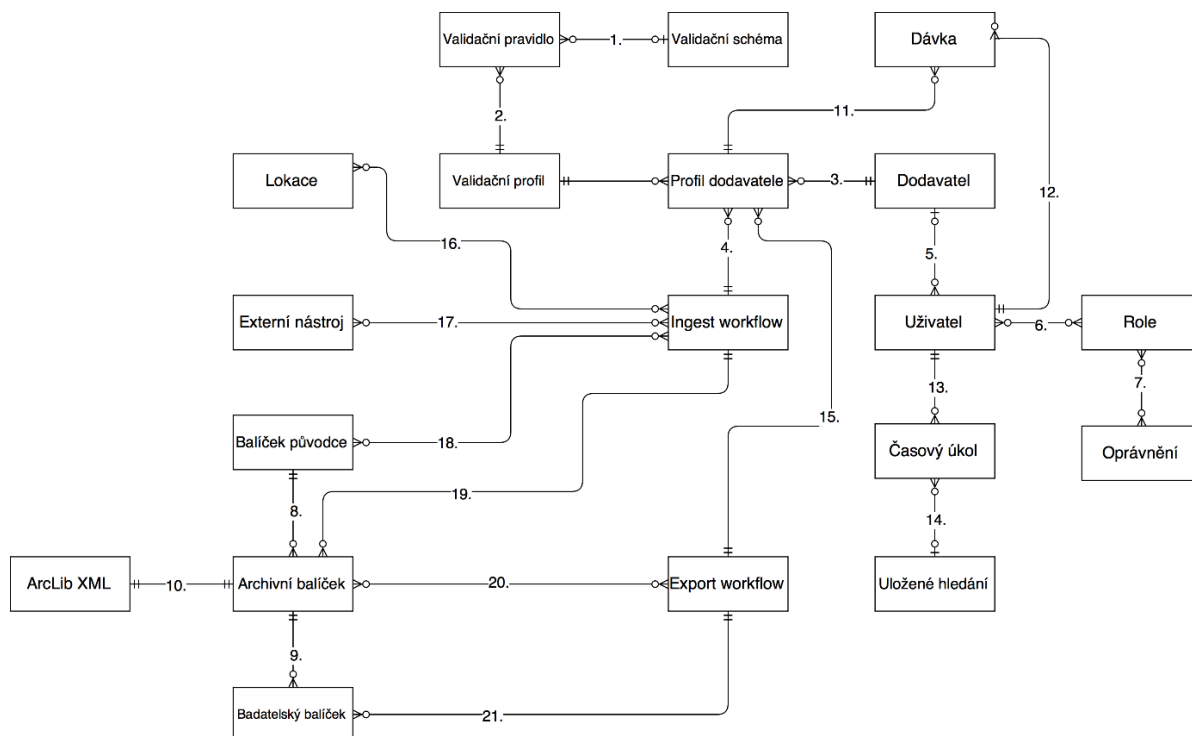 Validační pravidlo
1.
Validační schéma
Dávka
2.
11.
Lokace
Validační profil
Profil dodavatele
3.
Dodavatel
12.
16.
4.
5.
Externí nástroj
17.
Ingest workflow
Uživatel
6.
Role
13.
7.
15.
Balíček původce
18.
Časový úkol
Oprávnění
19.
8.
14.
ArcLib XML
10.
Archivní balíček
20.
Export workflow
Uložené hledání
9.
Badatelský balíček
21.